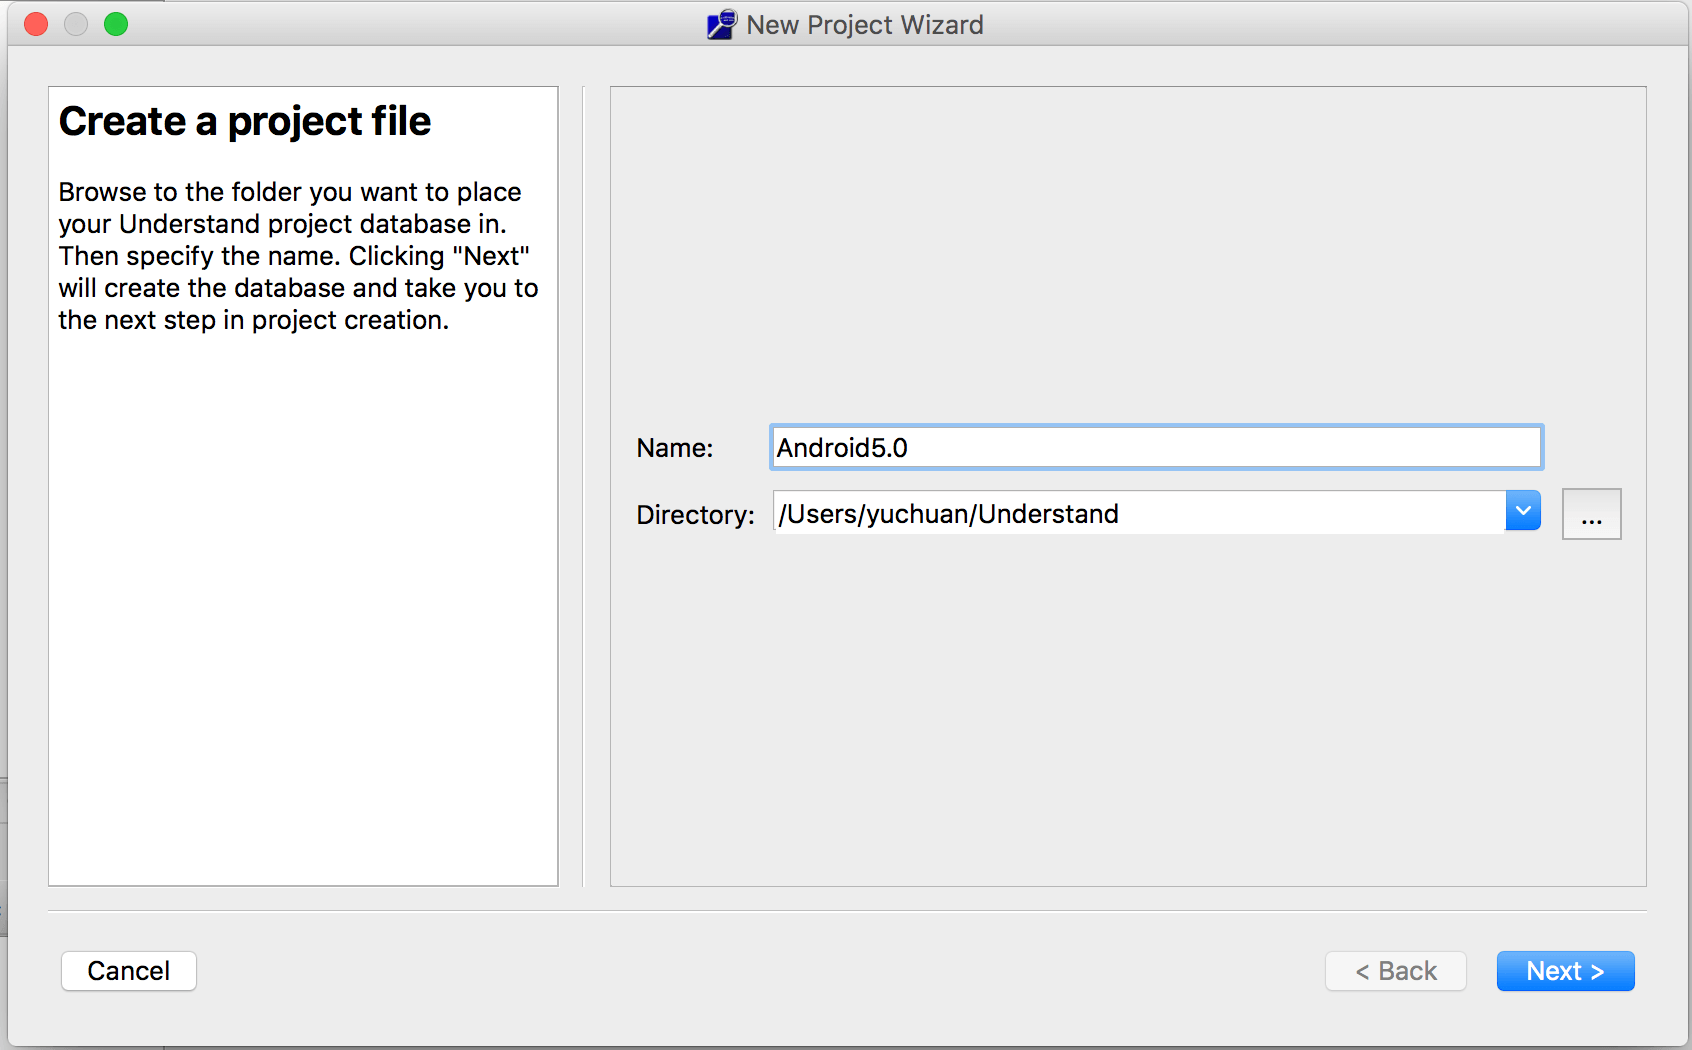 New Project Wizard
Create a project file
Browse to the folder you want to place
your Understand project database in.
Then specify the name. Clicking "Next"
will create the database and take you to
the next step in project creation.
Name:
Android5.0
Directory:
/Users/yuchuan/Understand
...
Cancel
< Back
Next >